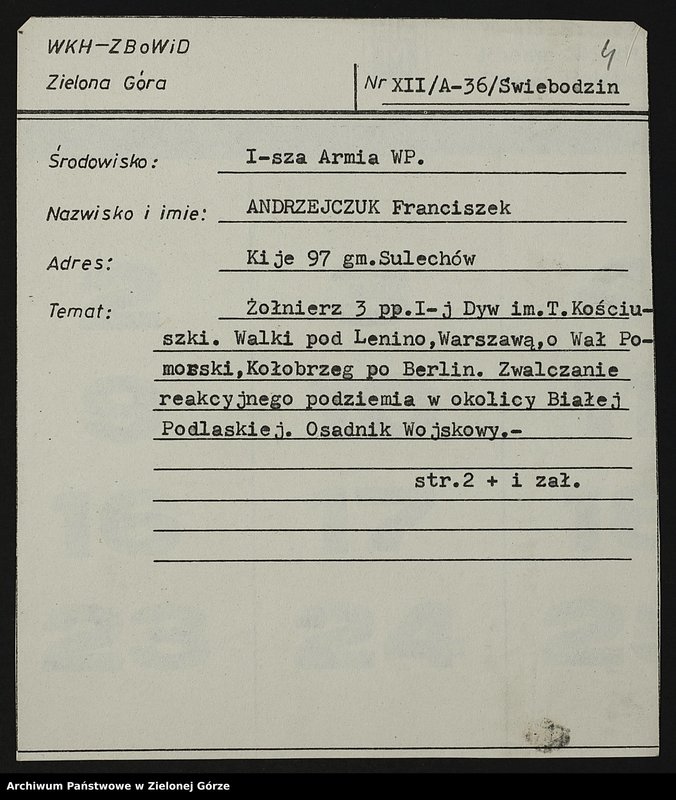 WKH-ZBoWiD
4
Zielona Góra
Nr XII/A-36/Świebodzin
Środowisko: I-sza Armia WP.
Nazwisko i imie: ANDRZEJCZUK Franciszek
Adres: Kije 97 gm.Sulechów
Temat: Żołnierz 3 pp.I-j Dyw im.T.Kościu-
szki. Walki pod Lenino,Warszawą,o Wał Po-
morski,Kołobrzeg po Berlin. Zwalczanie
reakcyjnego podziemia w okolicy Białej
Podlaskiej. Osadnik Wojskowy.-
str.2 + i zał.
Archiwum Państwowe w Zielonej Górze